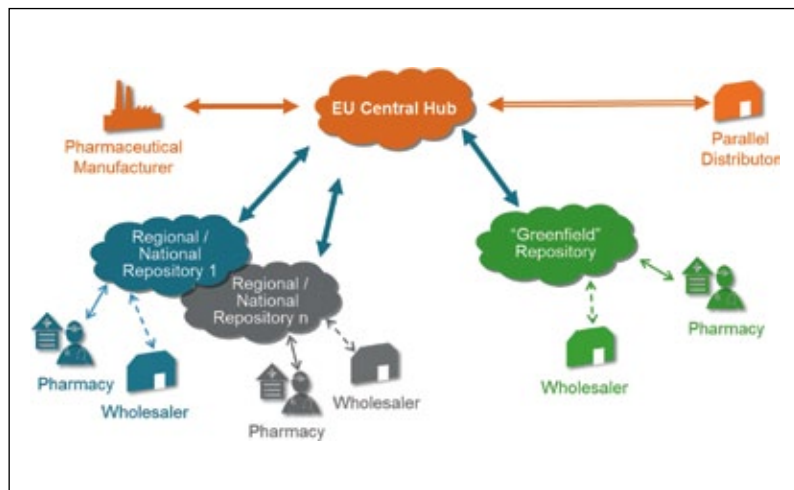 EU Central Hub
Pharmaceutical
Manufacturer
Parallel
Distributor
Regional /
National
Repository 1
Regional /
National
Repository n
"Greenfield"
Repository
Pharmacy
Wholesaler
Pharmacy
Wholesaler
Wholesaler
Pharmacy